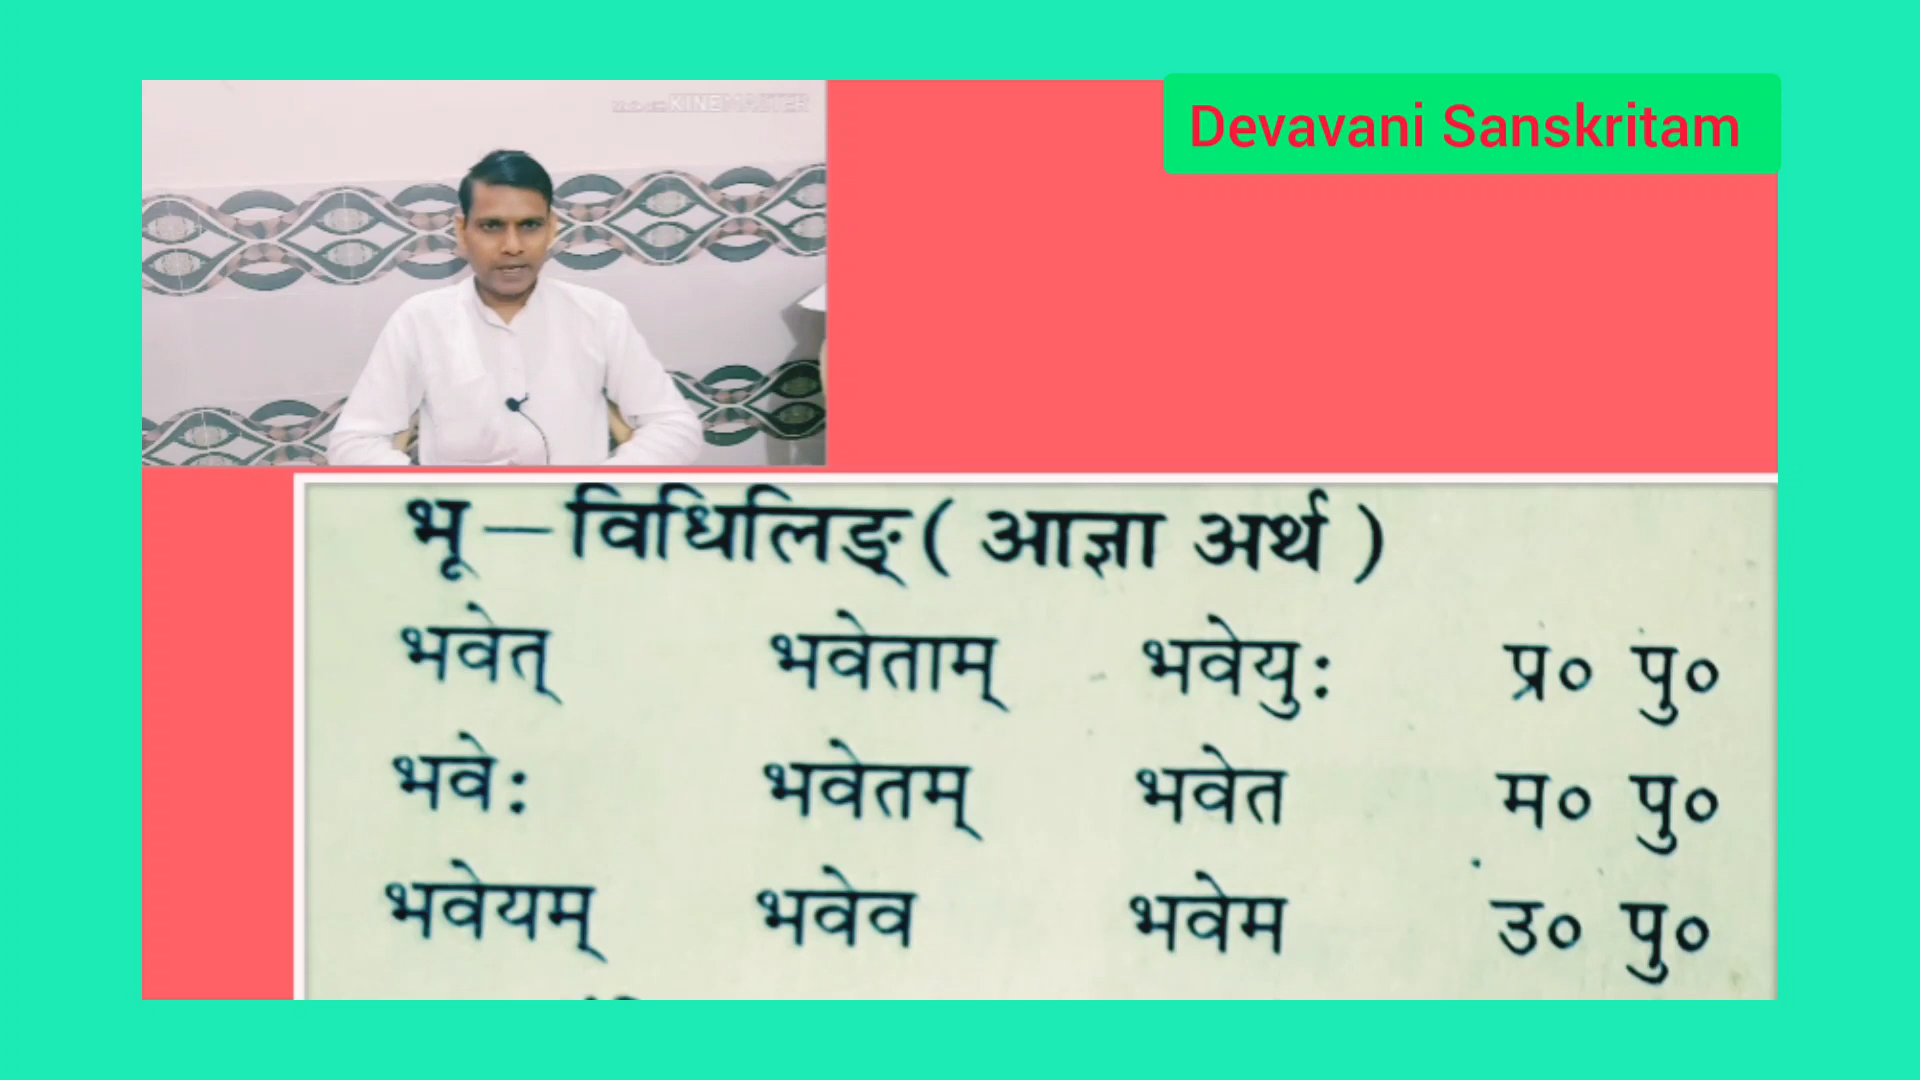 Devavani Sanskritam
KINEMASTER
भू — विधिलिङ् ( आज्ञा अर्थ )
भवेत् भवेताम् भवेयुः प्र० पु०
भवेः भवेतम् भवेत म० पु०
भवेयम् भवेव भवेम उ० पु०